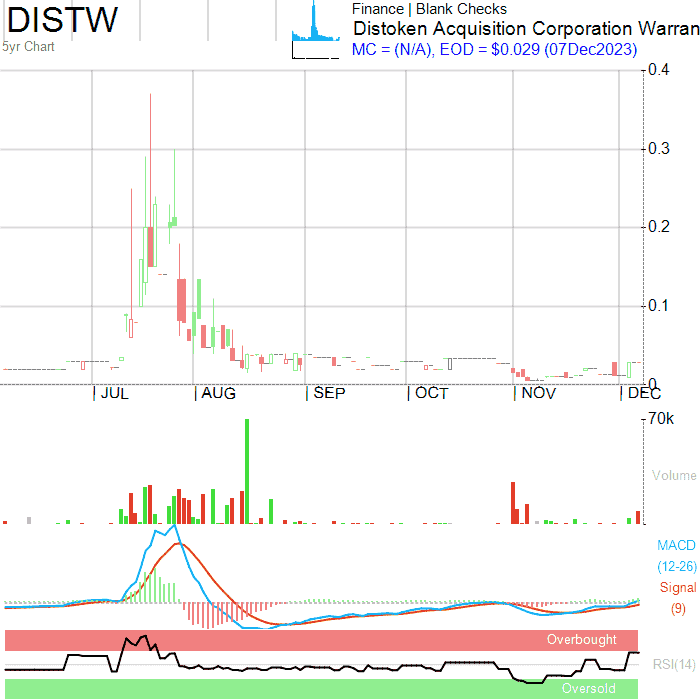 DISTW
5yr Chart
Finance | Blank Checks
Distoken Acquisition Corporation Warran
MC = (N/A), EOD = $0.029 (07Dec2023)
0.4
0.3
0.2
0.1
0
JUL
AUG
SEP
OCT
NOV
DEC
70k
Volume
MACD
(12-26)
Signal
(9)
Overbought
RSI(14)
Oversold